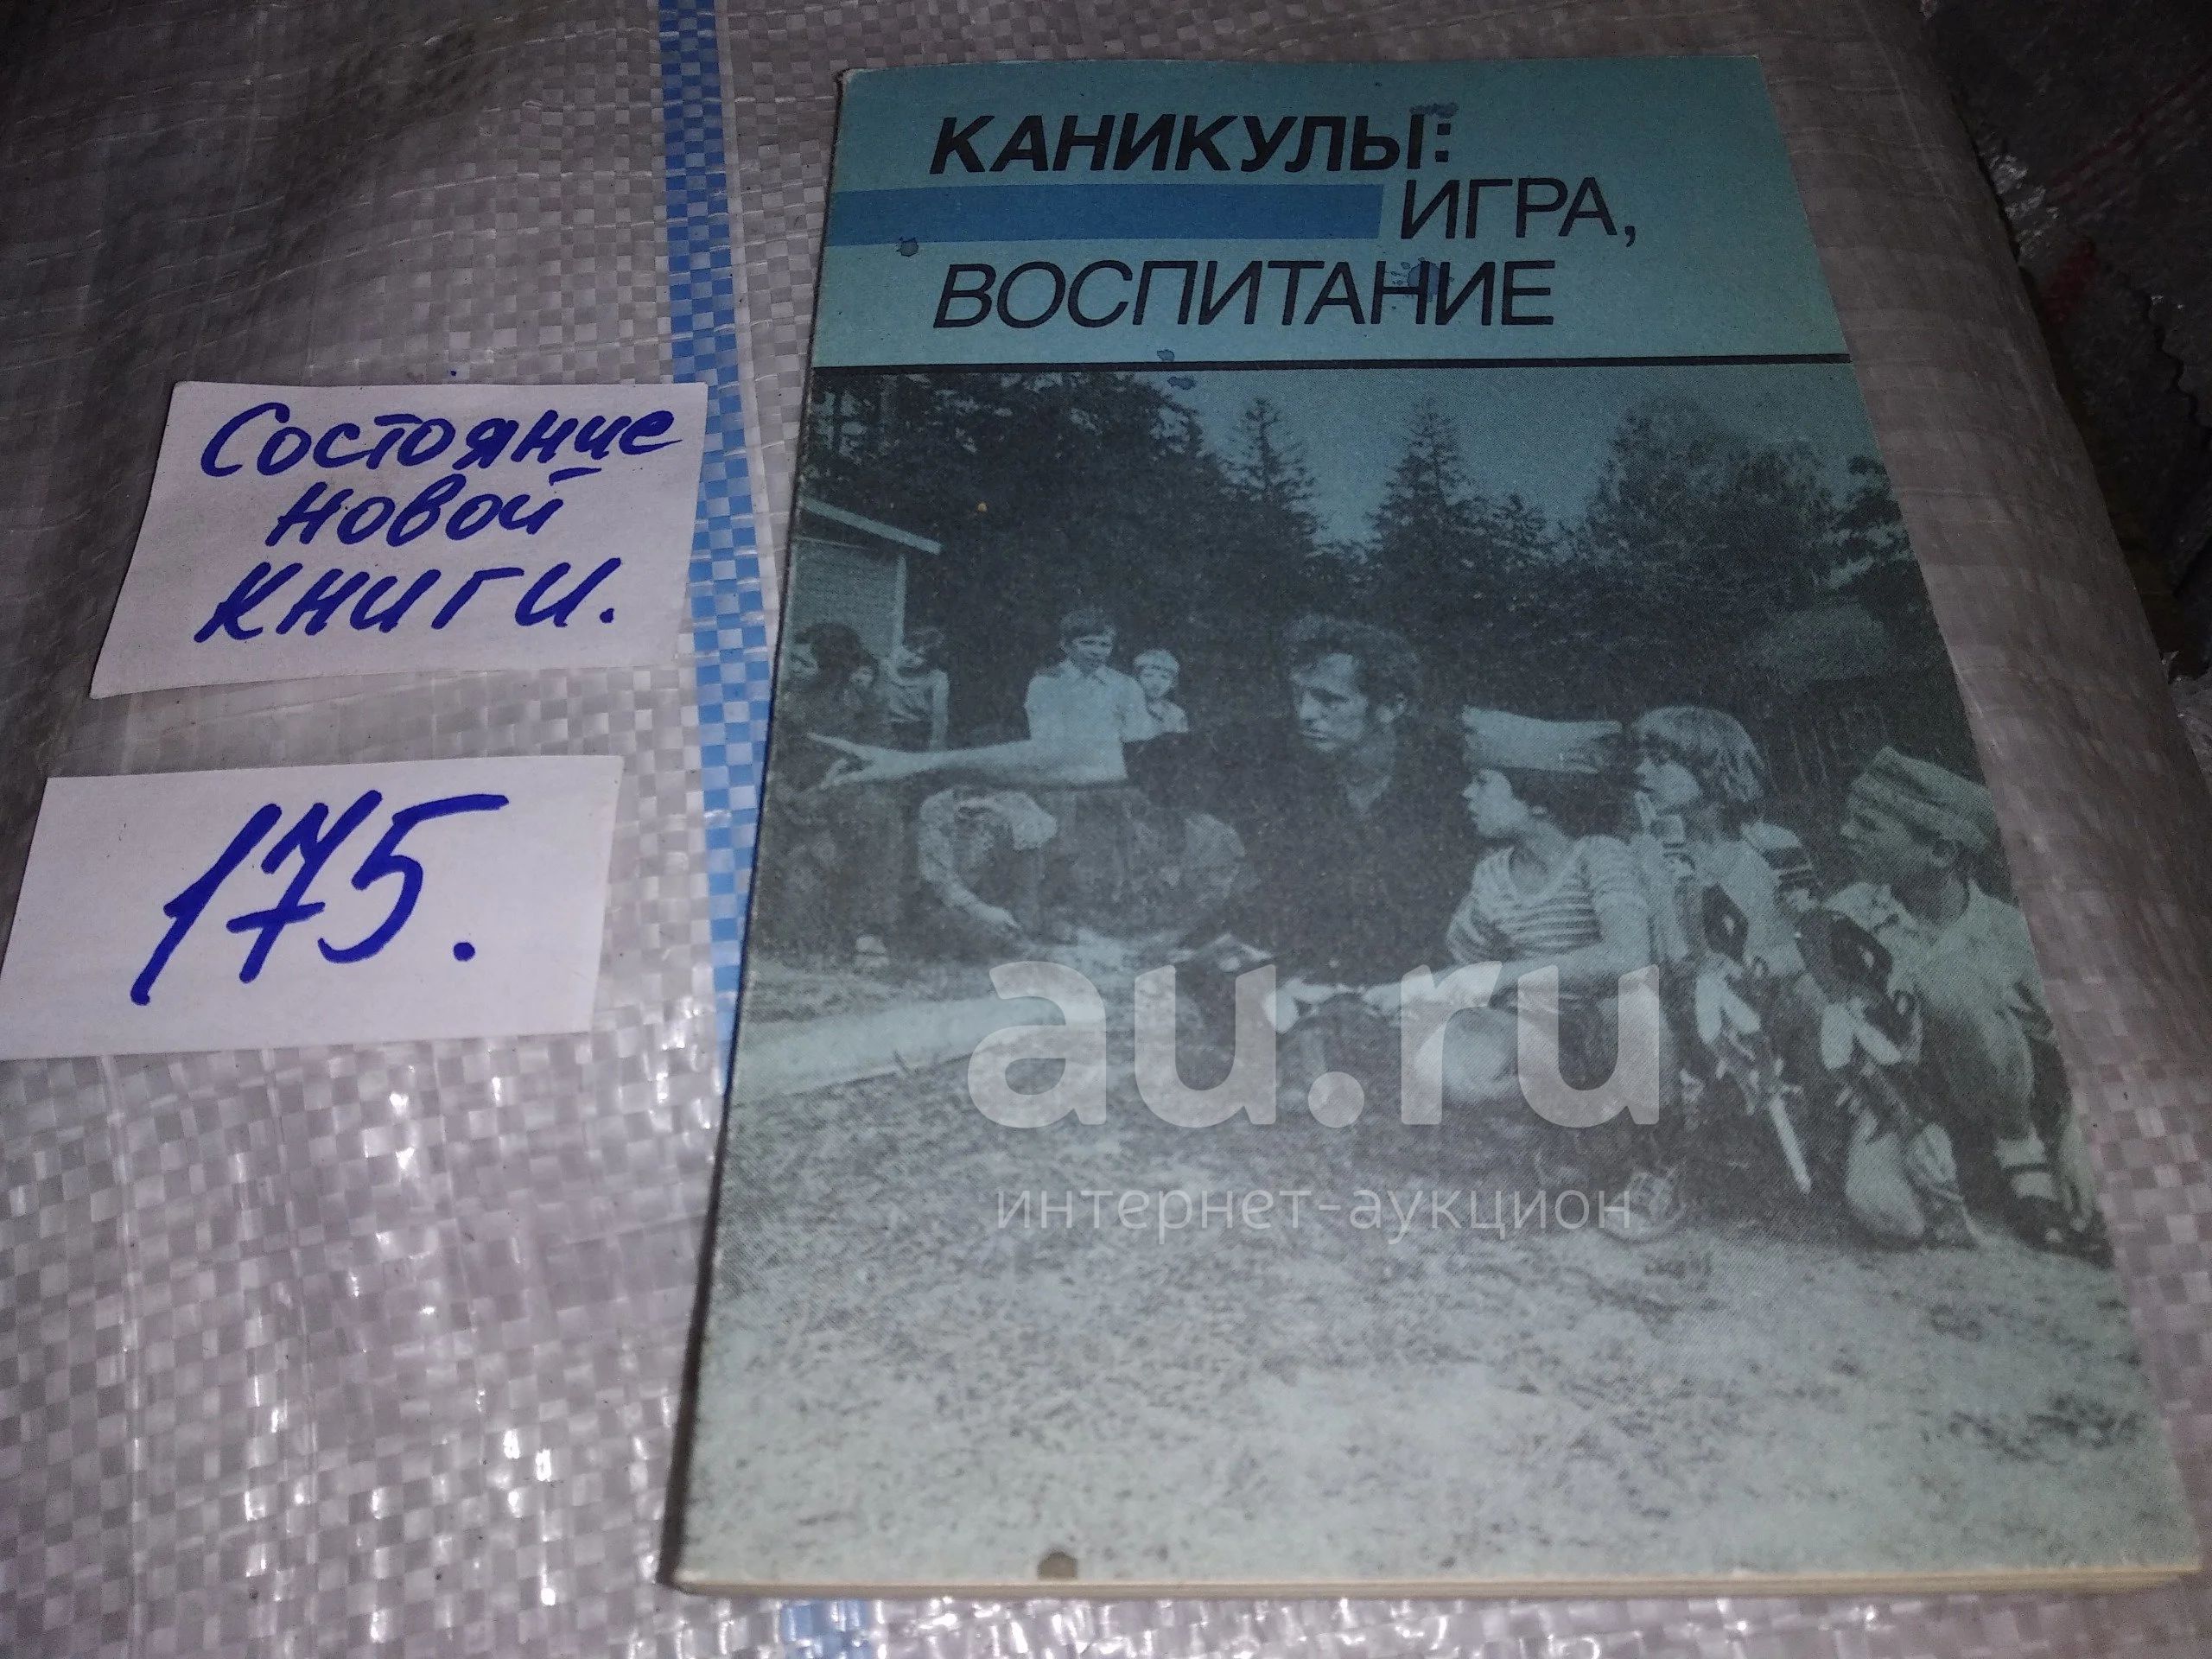 КАНИКУЛЫ:
ИГРА,
ВОСПИТАНИЕ
Состояние
новой
книги.
175.
au.ru
интернет-аукцион